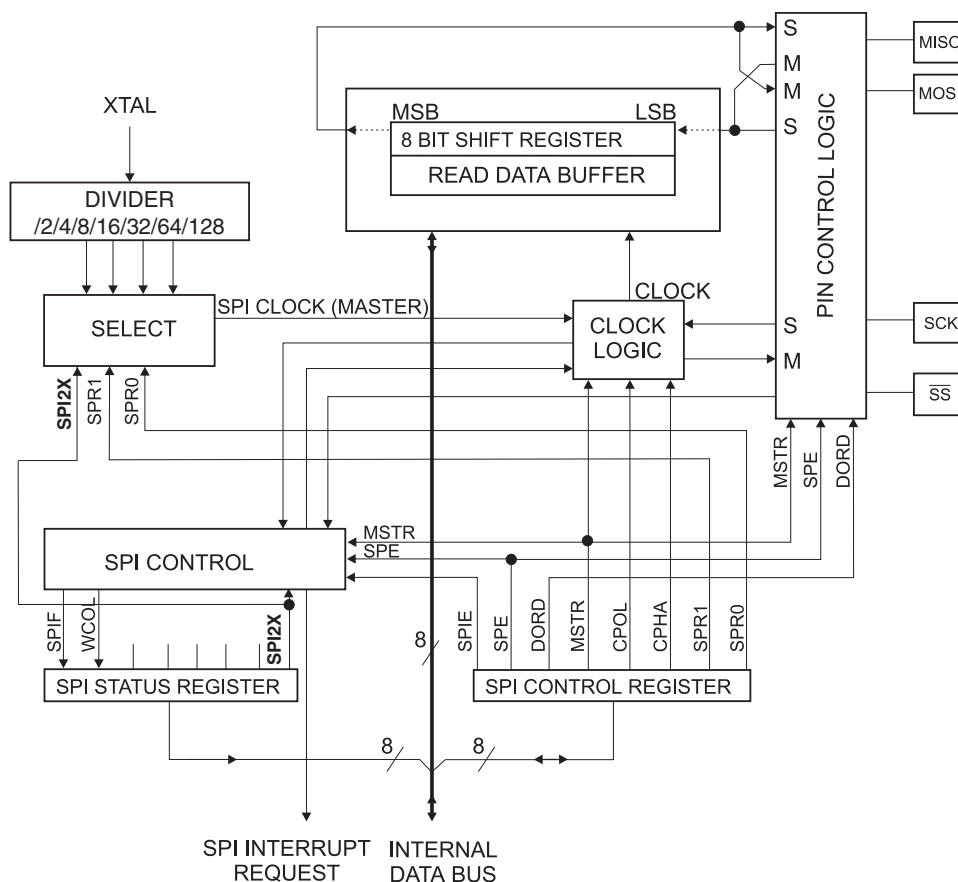 S
MISO
M
MSB
LSB
M
MOS
XTAL
8 BIT SHIFT REGISTER
S
READ DATA BUFFER
PIN CONTROL LOGIC
DIVIDER
/2/4/8/16/32/64/128
SPI CLOCK (MASTER)
CLOCK
SELECT
CLOCK
LOGIC
S
SCK
M
SPI2X
SPR1
SPR0
SS
MSTR
SPE
DORD
MSTR
SPE
SPI CONTROL
SPIF
WCOL
SPI2X
8
SPIE
SPE
DORD
MSTR
CPOL
CPHA
SPR1
SPR0
SPI STATUS REGISTER
SPI CONTROL REGISTER
8
8
SPI INTERRUPT
REQUEST
INTERNAL
DATA BUS